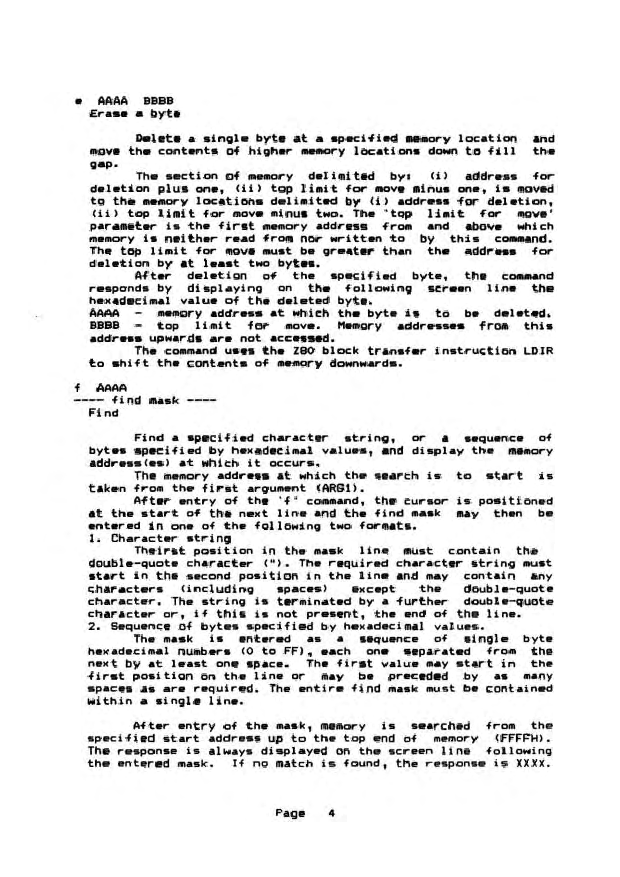 e AAAA BBBB
Erase a byte
Delete a single byte at a specified memory location and
move the contents of higher memory locations down to fill the
gap.
The section of memory delimited by: (i) address for
deletion plus one, (ii) top limit for move minus one, is moved
to the memory locations delimited by (i) address for deletion,
(ii) top limit for move minus two. The 'top limit for move'
parameter is the first memory address from and above which
memory is neither read from nor written to by this command.
The top limit for move must be greater than the address for
deletion by at least two bytes.
After deletion of the specified byte, the command
responds by displaying on the following screen line the
hexadecimal value of the deleted byte.
AAAA - memory address at which the byte is to be deleted.
BBBB - top limit for move. Memory addresses from this
address upwards are not accessed.
The command uses the Z80 block transfer instruction LDIR
to shift the contents of memory downwards.
f AAAA
---- find mask ----
Find
Find a specified character string, or a sequence of
bytes specified by hexadecimal values, and display the memory
address(es) at which it occurs.
The memory address at which the search is to start is
taken from the first argument (ARG1).
After entry of the 'f' command, the cursor is positioned
at the start of the next line and the find mask may then be
entered in one of the following two formats.
1. Character string
Theirst position in the mask line must contain the
double-quote character ("). The required character string must
start in the second position in the line and may contain any
characters (including spaces) except the double-quote
character. The string is terminated by a further double-quote
character or, if this is not present, the end of the line.
2. Sequence of bytes specified by hexadecimal values.
The mask is entered as a sequence of single byte
hexadecimal numbers (0 to FF), each one separated from the
next by at least one space. The first value may start in the
first position on the line or may be preceded by as many
spaces as are required. The entire find mask must be contained
within a single line.
After entry of the mask, memory is searched from the
specified start address up to the top end of memory (FFFFH).
The response is always displayed on the screen line following
the entered mask. If no match is found, the response is XXXX.
Page 4